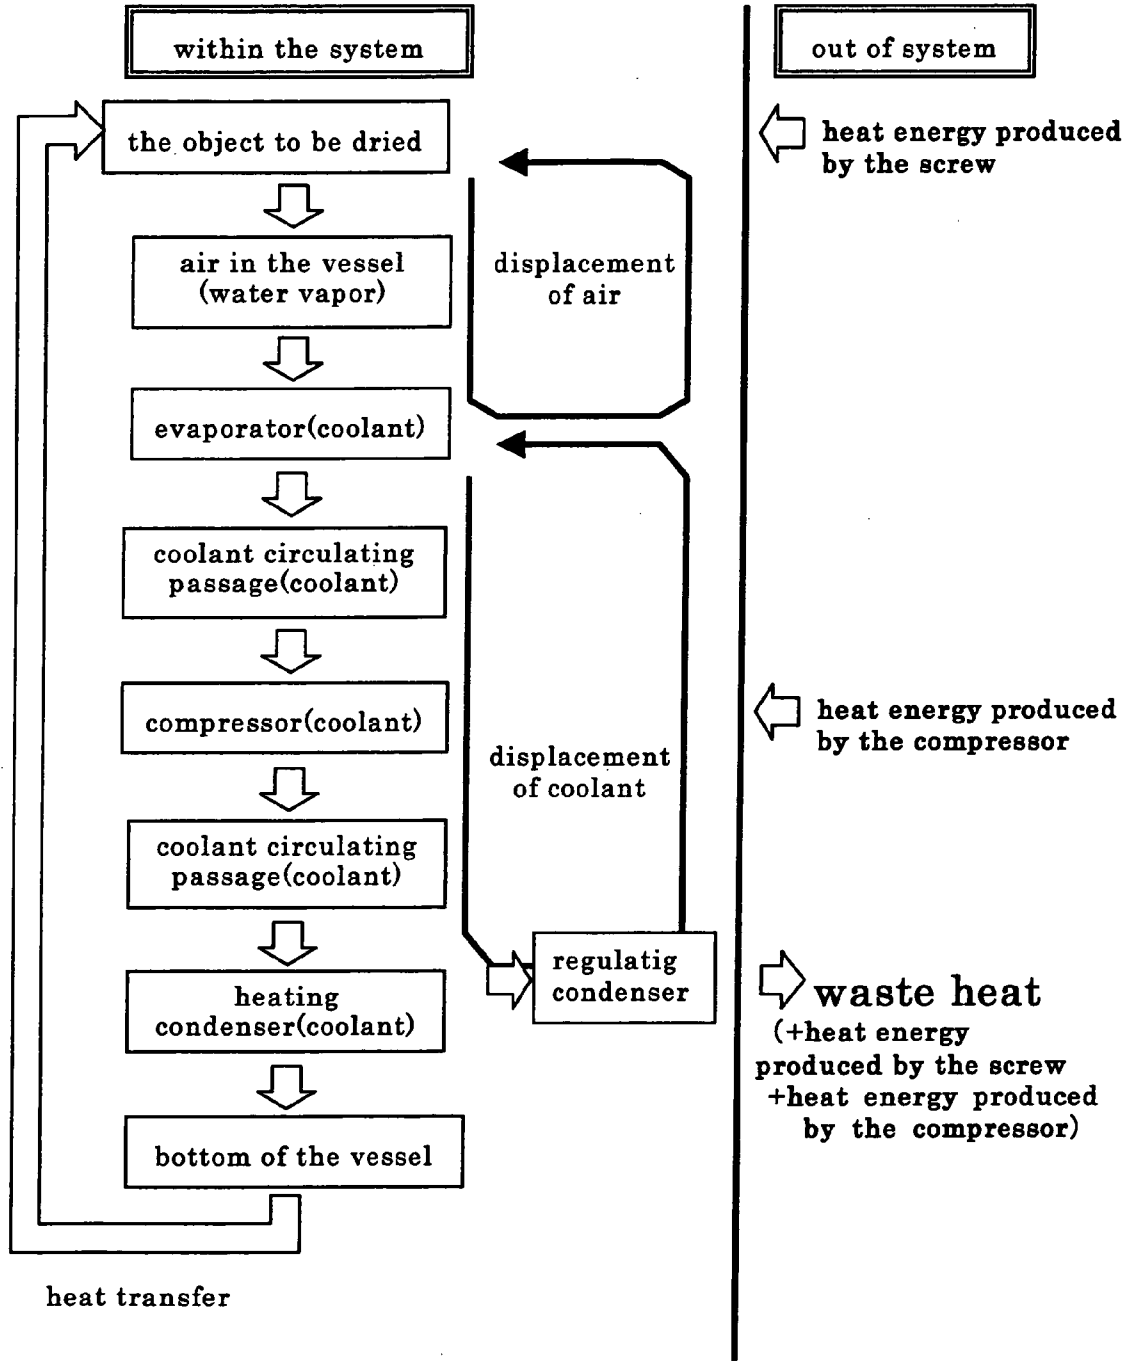 within the system
out of system
the object to be dried
heat energy produced
by the screw
air in the vessel
(water vapor)
displacement
of air
evaporator(coolant)
coolant circulating
passage(coolant)
compressor(coolant)
heat energy produced
by the compressor
displacement
of coolant
coolant circulating
passage(coolant)
heating
condenser(coolant)
regulatig
condenser
waste heat
(+heat energy
produced by the screw
+heat energy produced
by the compressor)
bottom of the vessel
heat transfer